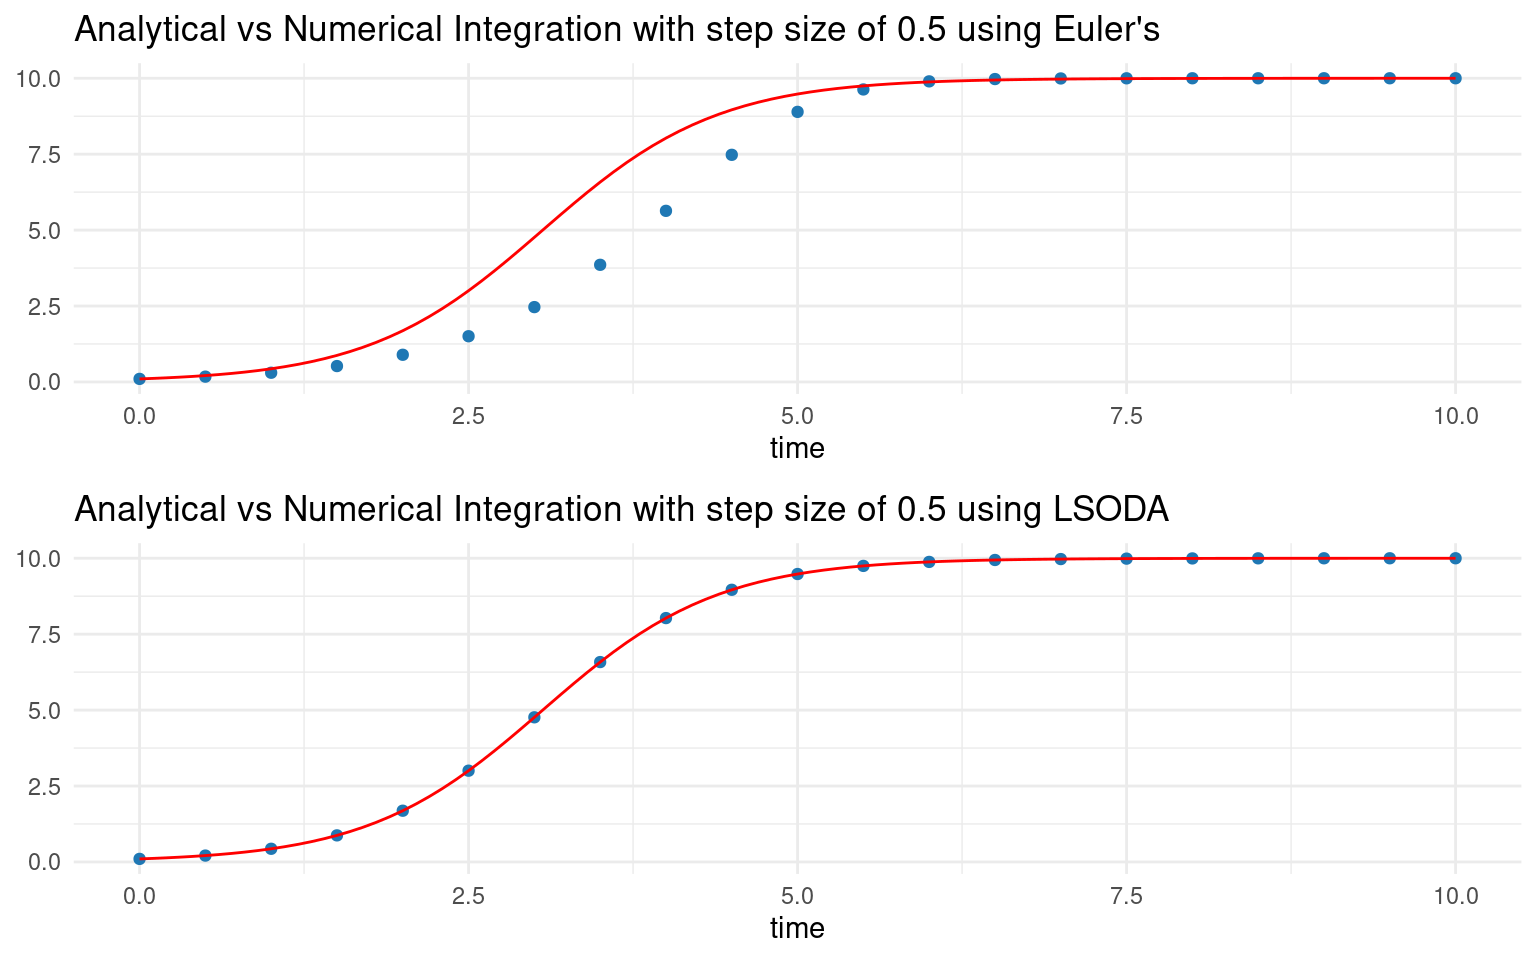 Analytical vs Numerical Integration with step size of 0.5 using Euler's
10.0
7.5
5.0
2.5
0.0
0.0 2.5 5.0 7.5 10.0
time
Analytical vs Numerical Integration with step size of 0.5 using LSODA
10.0
7.5
5.0
2.5
0.0
0.0 2.5 5.0 7.5 10.0
time